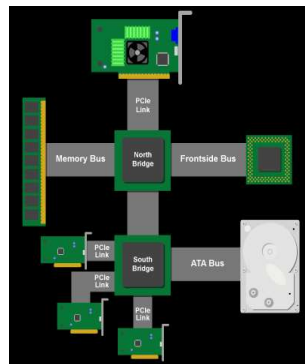 PCIe
Link
Memory Bus
North
Bridge
Frontside Bus
PCIe
Link
South
Bridge
ATA Bus
PCIe
Link
PCIe
Link